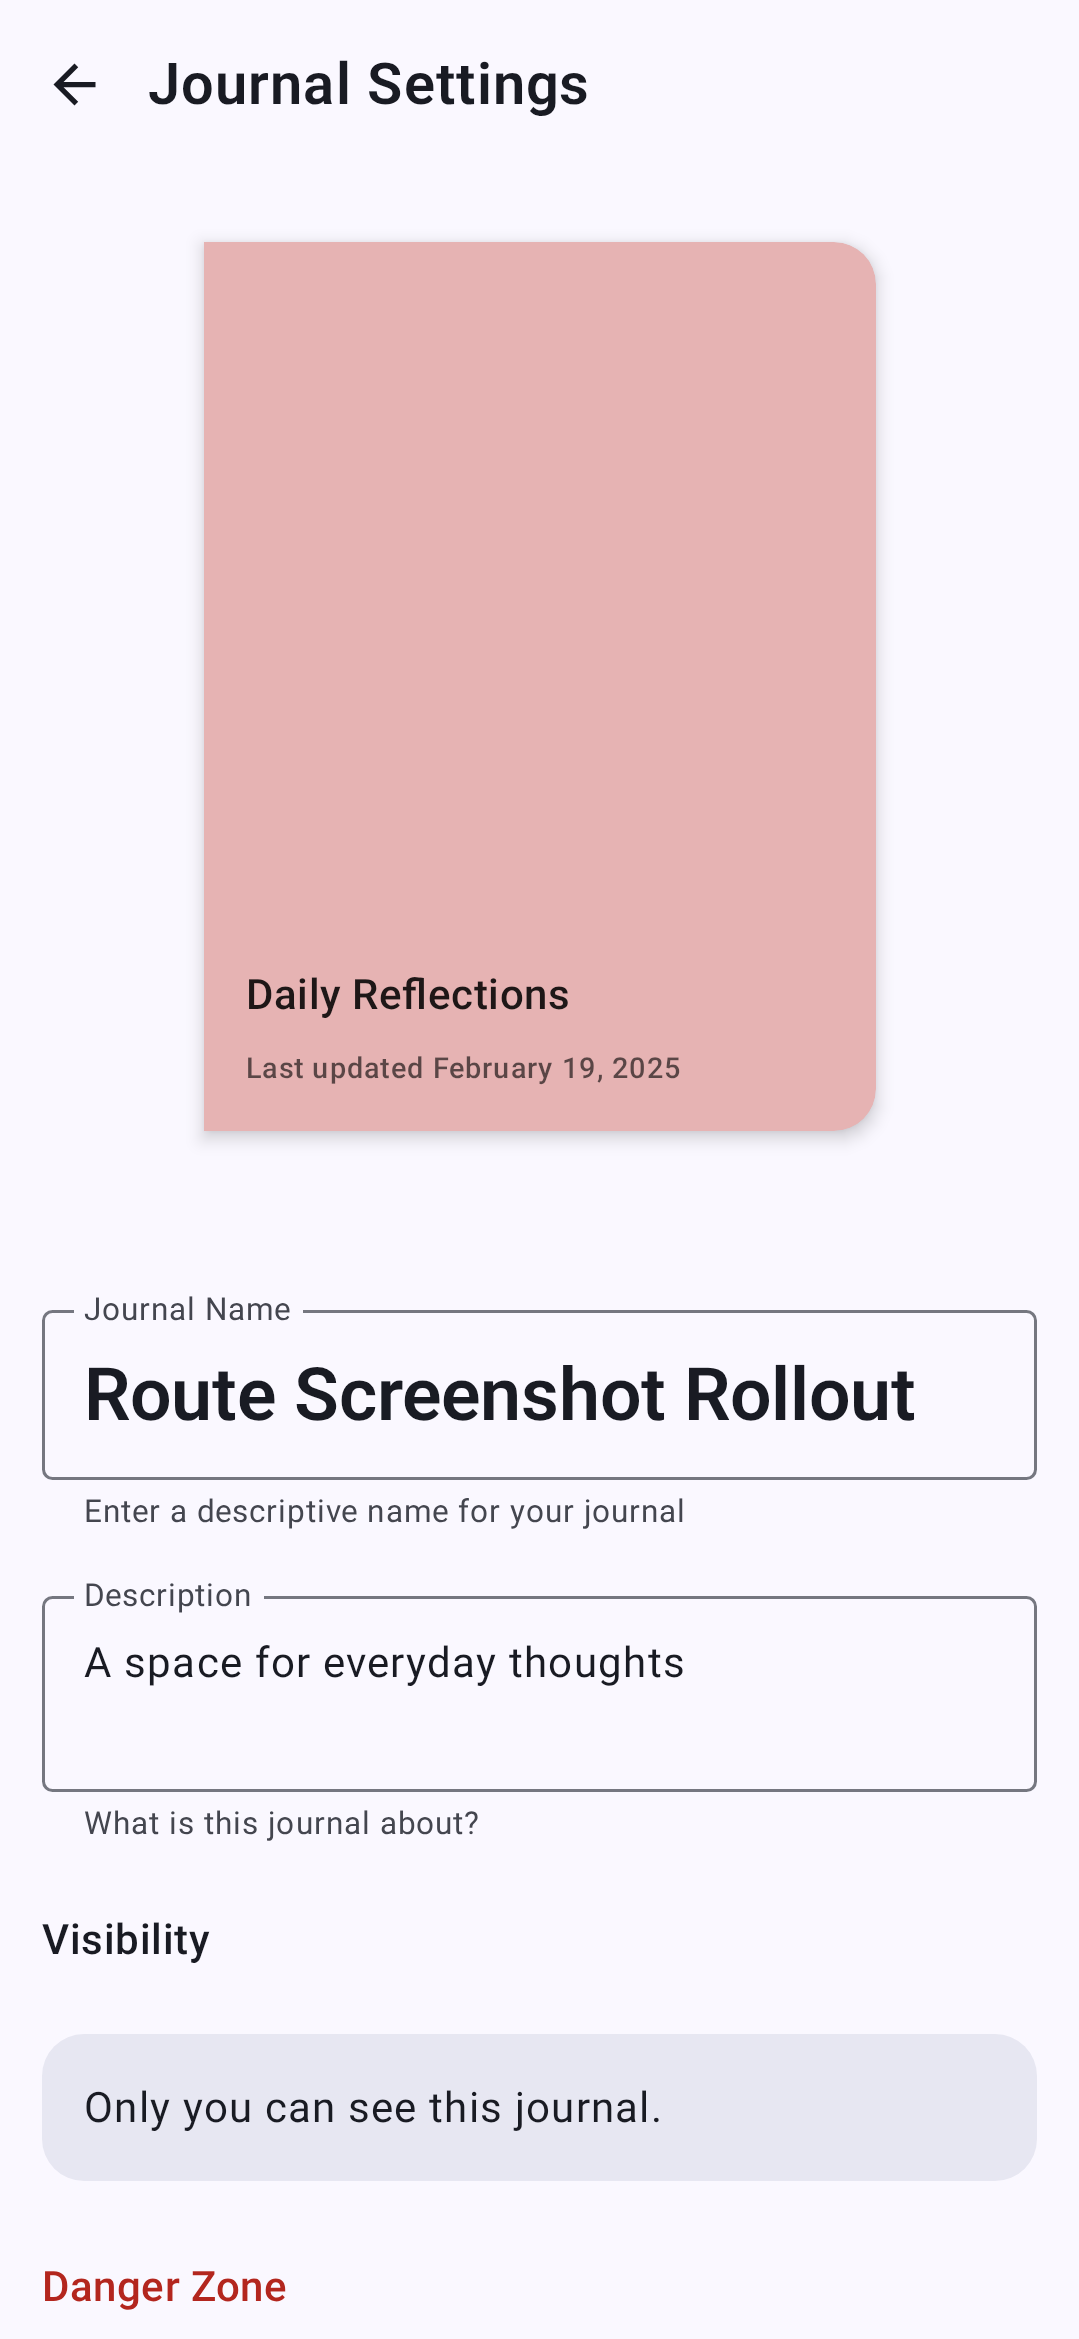 Journal Settings
Daily Reflections
Last updated February 19, 2025
Journal Name
Route Screenshot Rollout
Enter a descriptive name for your journal
Description
A space for everyday thoughts
What is this journal about?
Visibility
Only you can see this journal.
Danger Zone